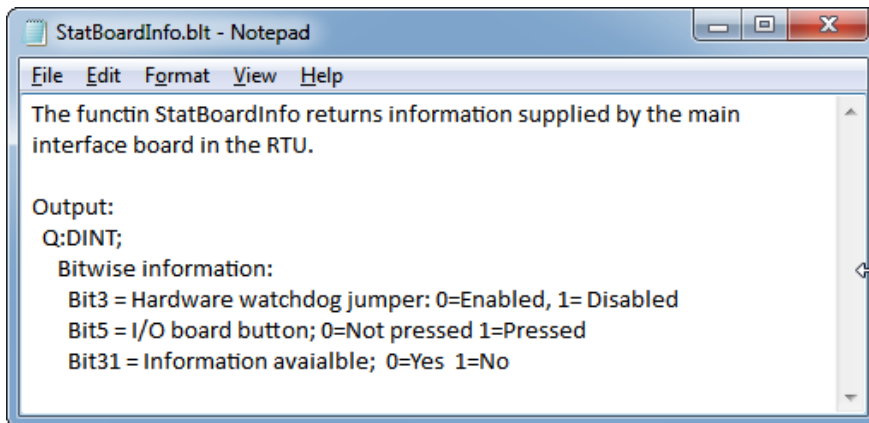 StatBoardInfo.blt - Notepad
File Edit Format View Help
The functin StatBoardInfo returns information supplied by the main
interface board in the RTU.
Output:
Q:DINT;
Bitwise information:
Bit3 = Hardware watchdog jumper: 0=Enabled, 1= Disabled
Bit5 = I/O board button; 0=Not pressed 1=Pressed
Bit31 = Information avaialble;  0=Yes  1=No